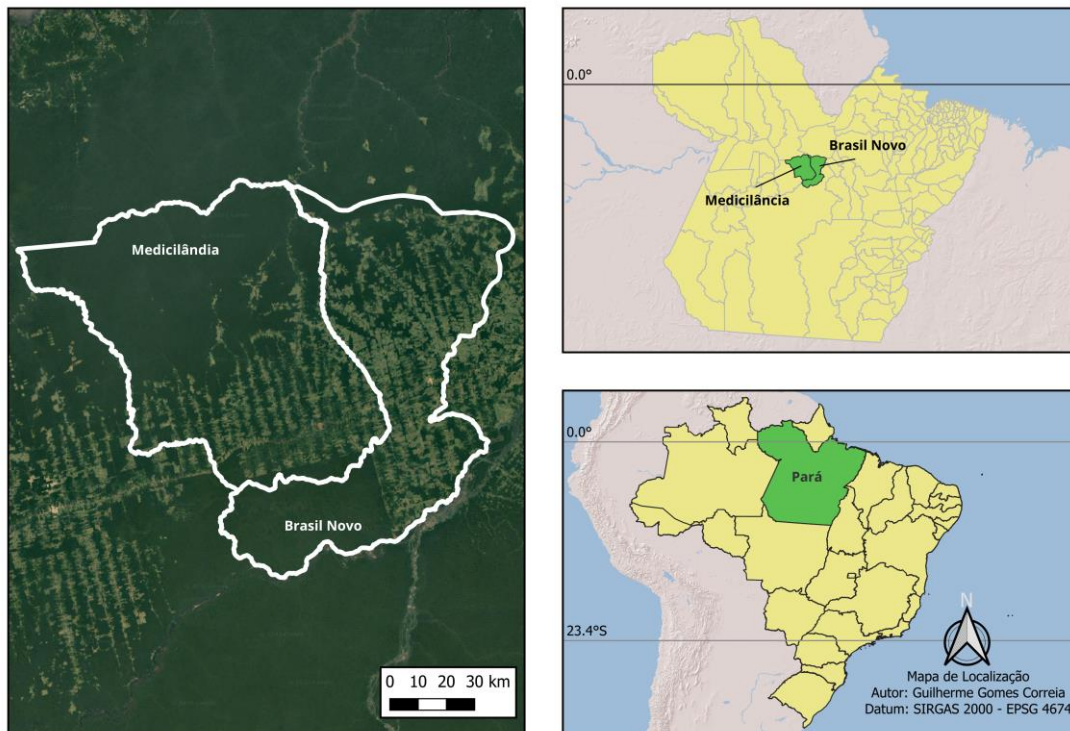 Medicilândia
Brasil Novo
0 10 20 30 km
0.0°
Brasil Novo
Medicilância
0.0°
Pará
23.4°S
N
Mapa de Localização
Autor: Guilherme Gomes Correia
Datum: SIRGAS 2000 - EPSG 4674